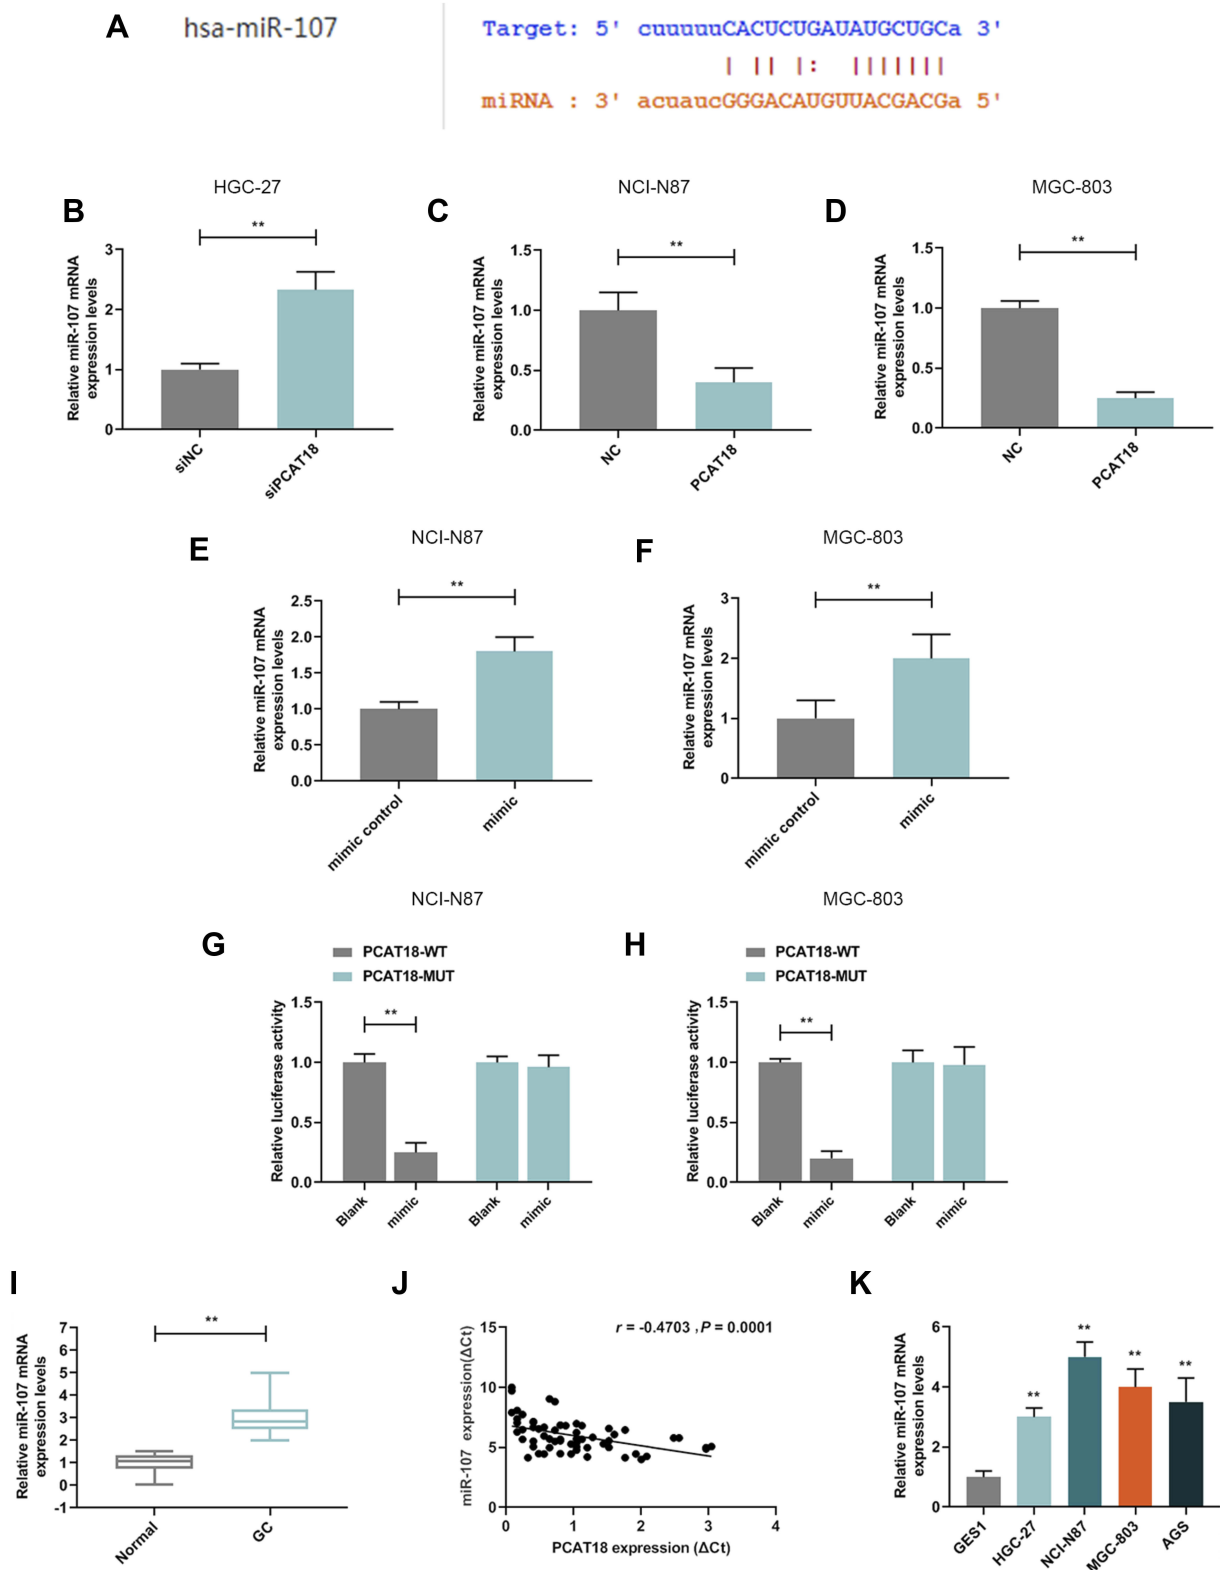 A
hsa-miR-107
Target: 5' cuuuuuCACUCUGAUAUGCUGCa 3'
| || |: |||||||
miRNA : 3' acuaucGGGACAUGUUACGACGa 5'
B
HGC-27
**
Relative miR-107 mRNA
expression levels
3
2
1
0
siNC
siPCAT18
C
NCI-N87
**
Relative miR-107 mRNA
expression levels
1.5
1.0
0.5
0.0
NC
PCAT18
D
MGC-803
**
Relative miR-107 mRNA
expression levels
1.5
1.0
0.5
0.0
NC
PCAT18
E
NCI-N87
**
Relative miR-107 mRNA
expression levels
2.5
2.0
1.5
1.0
0.5
0.0
mimic control
mimic
F
MGC-803
**
Relative miR-107 mRNA
expression levels
3
2
1
0
mimic control
mimic
G
NCI-N87
PCAT18-WT
PCAT18-MUT
**
Relative luciferase activity
1.5
1.0
0.5
0.0
Blank
mimic
Blank
mimic
H
MGC-803
PCAT18-WT
PCAT18-MUT
**
Relative luciferase activity
1.5
1.0
0.5
0.0
Blank
mimic
Blank
mimic
I
**
Relative miR-107 mRNA
expression levels
7
6
5
4
3
2
1
0
-1
Normal
GC
J
r = -0.4703 , P = 0.0001
miR-107 expression(ΔCt)
15
10
5
0
0 1 2 3 4
PCAT18 expression (ΔCt)
K
Relative miR-107 mRNA
expression levels
6
4
2
0
**
**
**
**
GES1
HGC-27
NCI-N87
MGC-803
AGS